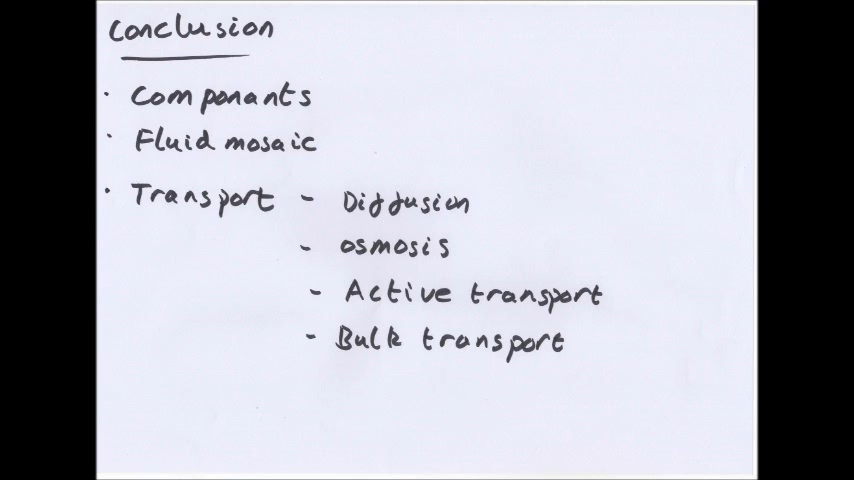 Conclusion
· Componants
· Fluid mosaic
· Transport - Diffusion
- osmosis
- Active transport
- Bulk transport